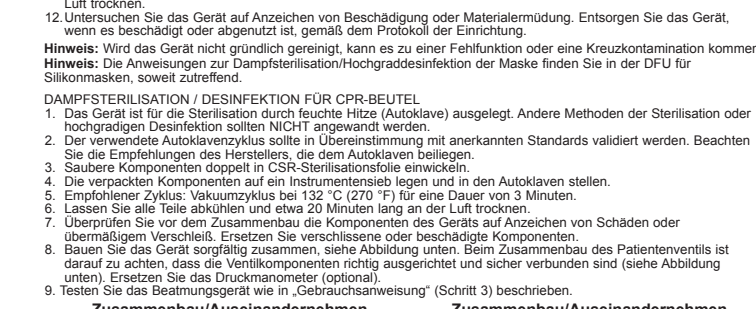 Luft trocknen.
12. Untersuchen Sie das Gerät auf Anzeichen von Beschädigung oder Materialermüdung. Entsorgen Sie das Gerät,
wenn es beschädigt oder abgenutzt ist, gemäß dem Protokoll der Einrichtung.
Hinweis: Wird das Gerät nicht gründlich gereinigt, kann es zu einer Fehlfunktion oder eine Kreuzkontamination kommen
Hinweis: Die Anweisungen zur Dampfsterilisation/Hochgraddesinfektion der Maske finden Sie in der DFU für
Silikonmasken, soweit zutreffend.
DAMPFSTERILISATION / DESINFEKTION FÜR CPR-BEUTEL
1. Das Gerät ist für die Sterilisation durch feuchte Hitze (Autoklave) ausgelegt. Andere Methoden der Sterilisation oder
hochgradigen Desinfektion sollten NICHT angewandt werden.
2. Der verwendete Autoklavenzyklus sollte in Übereinstimmung mit anerkannten Standards validiert werden. Beachten
Sie die Empfehlungen des Herstellers, die dem Autoklaven beiliegen.
3. Saubere Komponenten doppelt in CSR-Sterilisationsfolie einwickeln.
4. Die verpackten Komponenten auf ein Instrumentensieb legen und in den Autoklaven stellen.
5. Empfohlener Zyklus: Vakuumzyklus bei 132 °C (270 °F) für eine Dauer von 3 Minuten.
6. Lassen Sie alle Teile abkühlen und etwa 20 Minuten lang an der Luft trocknen.
7. Überprüfen Sie vor dem Zusammenbau die Komponenten des Geräts auf Anzeichen von Schäden oder
übermäßigem Verschleiß. Ersetzen Sie verschlissene oder beschädigte Komponenten.
8. Bauen Sie das Gerät sorgfältig zusammen, siehe Abbildung unten. Beim Zusammenbau des Patientenventils ist
darauf zu achten, dass die Ventilkomponenten richtig ausgerichtet und sicher verbunden sind (siehe Abbildung
unten). Ersetzen Sie das Druckmanometer (optional).
9. Testen Sie das Beatmungsgerät wie in „Gebrauchsanweisung“ (Schritt 3) beschrieben.
Zusammenbau/Auseinandernehmen Zusammenbau/Auseinandernehmen